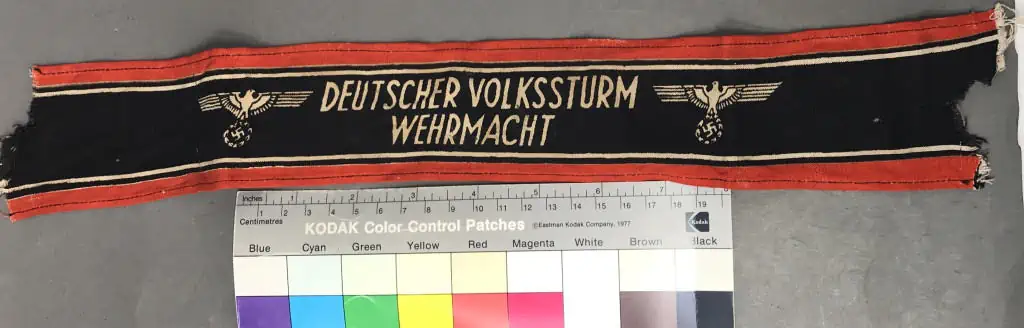 DEUTSCHER VOLKSSTURM
WEHRMACHT
Inches 1 2 3 4 5 6 7 8
Centimetres 1 2 3 4 5 6 7 8 9 10 11 12 13 14 15 16 17 18 19
KODAK Color Control Patches ©Eastman Kodak Company, 1977 Kodak
Blue Cyan Green Yellow Red Magenta White Brown Black